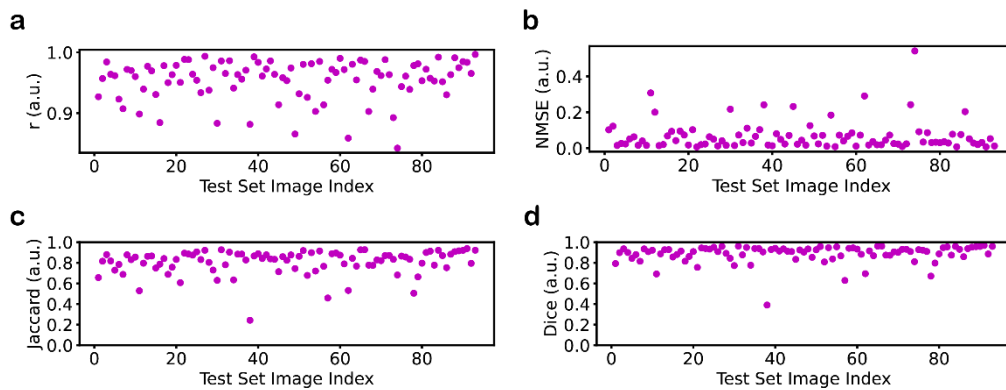 a
1.0
0.9
r (a.u.)
0 20 40 60 80
Test Set Image Index
b
0.4
0.2
0.0
NMSE (a.u.)
0 20 40 60 80
Test Set Image Index
c
1.0
0.8
0.6
0.4
0.2
0.0
Jaccard (a.u.)
0 20 40 60 80
Test Set Image Index
d
1.0
0.8
0.6
0.4
0.2
0.0
Dice (a.u.)
0 20 40 60 80
Test Set Image Index